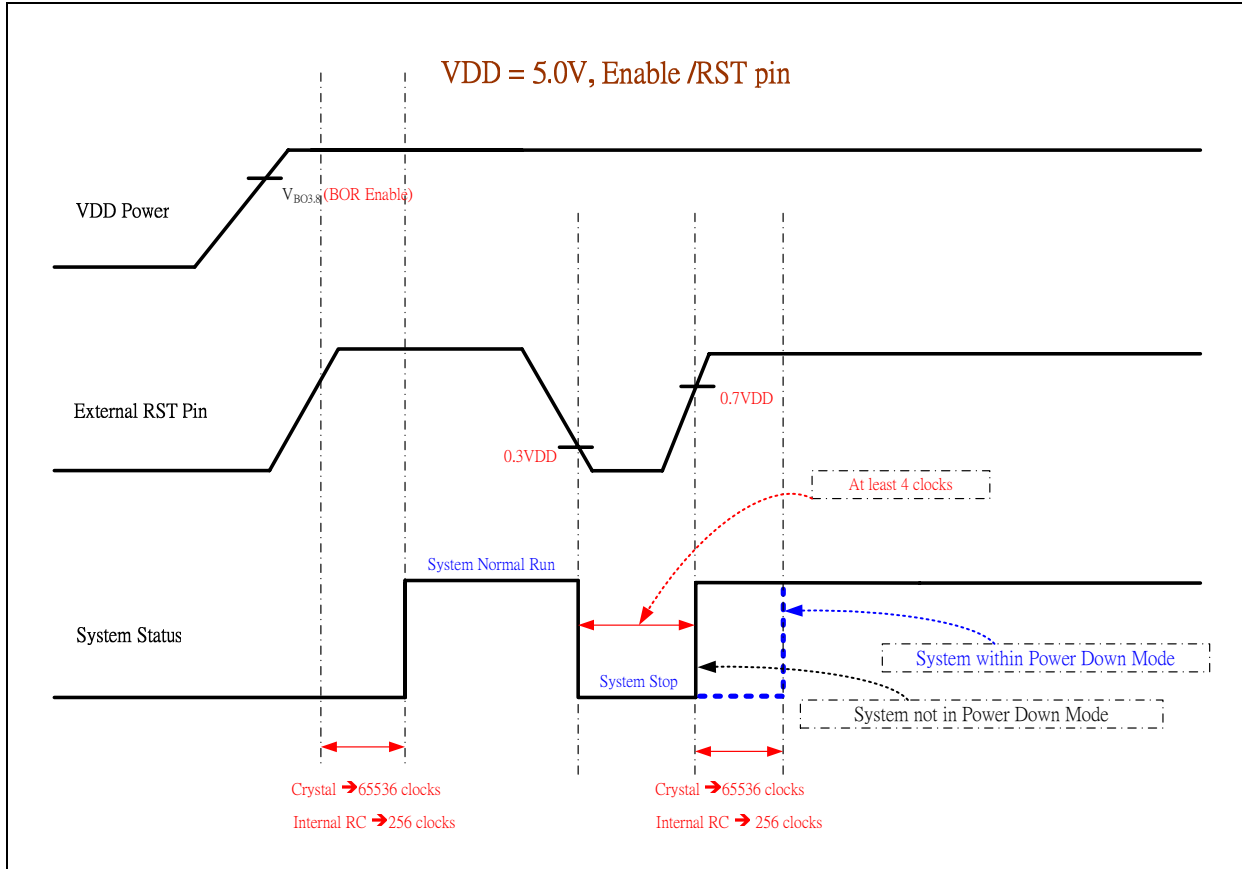 VDD = 5.0V, Enable /RST pin
VBO3.8 (BOR Enable)
VDD Power
0.7VDD
External RST Pin
0.3VDD
At least 4 clocks
System Normal Run
System Status
System within Power Down Mode
System Stop
System not in Power Down Mode
Crystal ➔65536 clocks
Internal RC ➔256 clocks
Crystal ➔65536 clocks
Internal RC ➔ 256 clocks